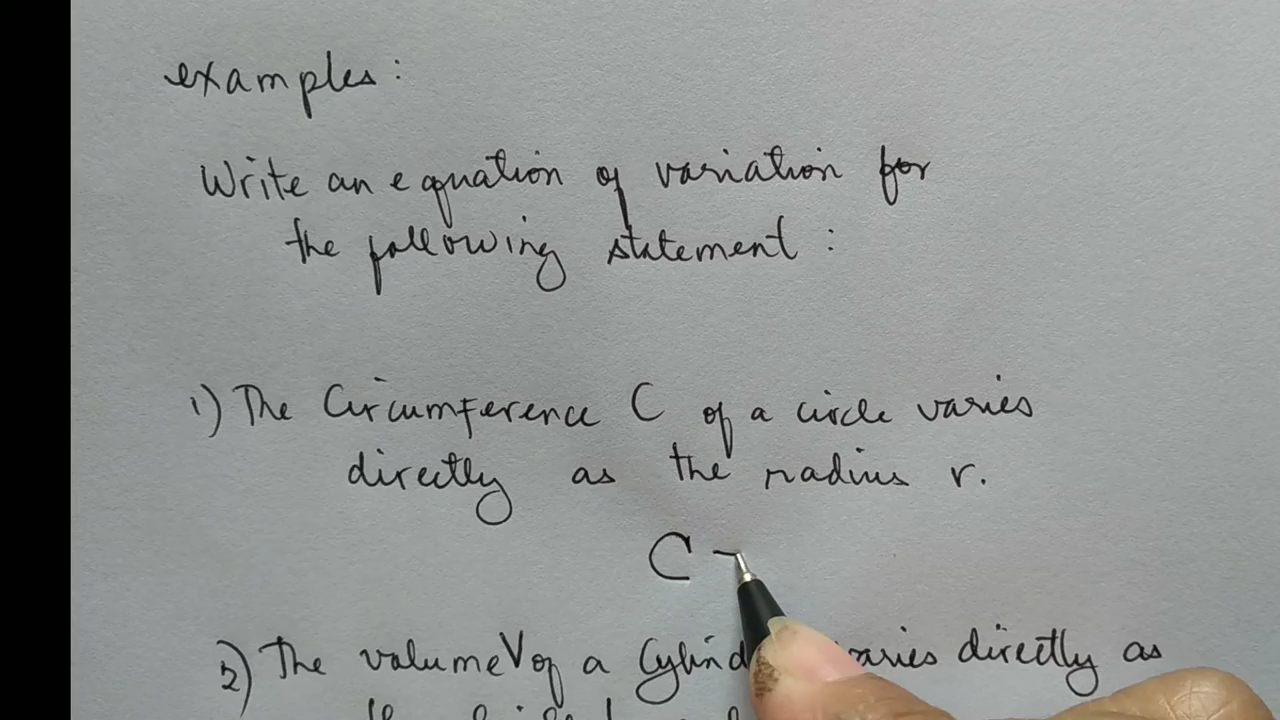 examples:
Write an equation of variation for
the following statement:
1) The Circumference C of a circle varies
directly as the radius r.
C
2) The volume V of a varies directly as